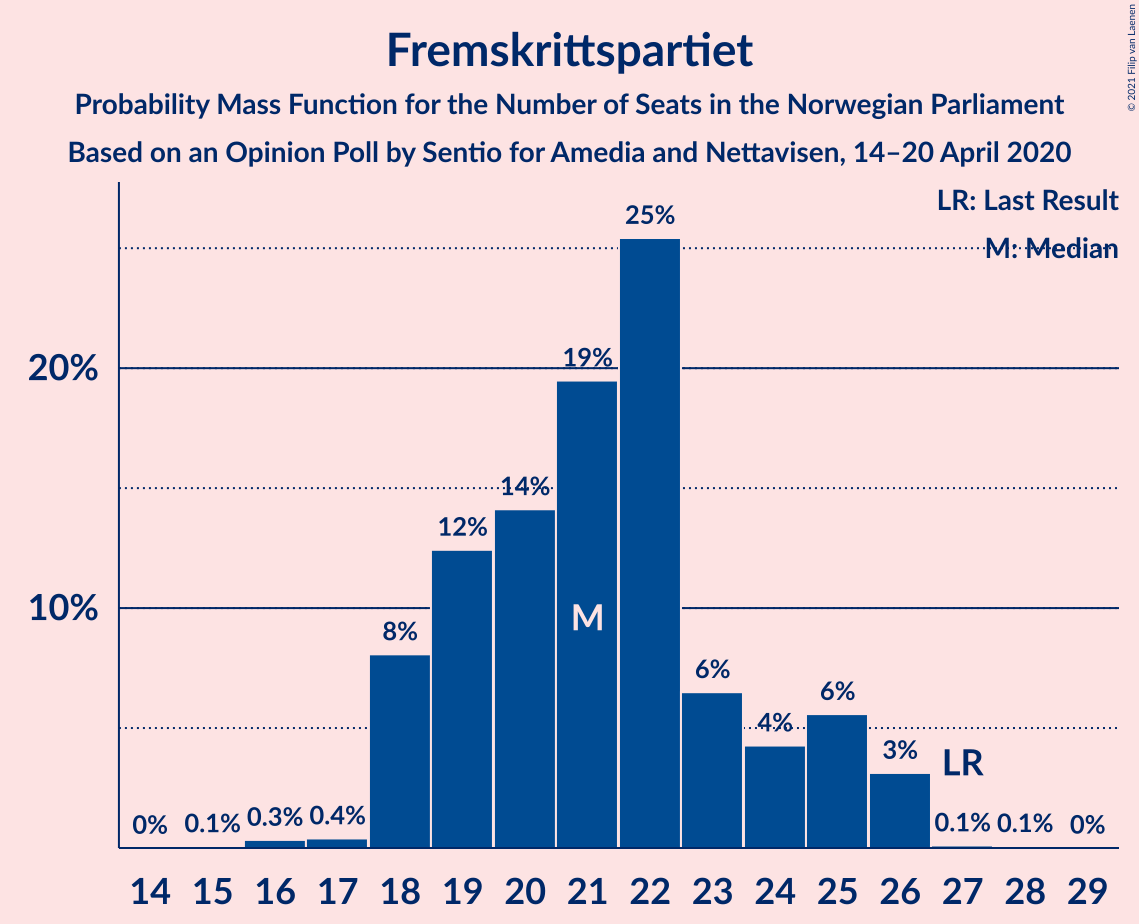 Fremskrittspartiet
Probability Mass Function for the Number of Seats in the Norwegian Parliament
Based on an Opinion Poll by Sentio for Amedia and Nettavisen, 14–20 April 2020
© 2021 Filip van Laenen
LR: Last Result
M: Median
20%
10%
0%
0.1%
0.3%
0.4%
8%
12%
14%
19%
25%
6%
4%
6%
3%
0.1%
0.1%
0%
M
LR
14 15 16 17 18 19 20 21 22 23 24 25 26 27 28 29